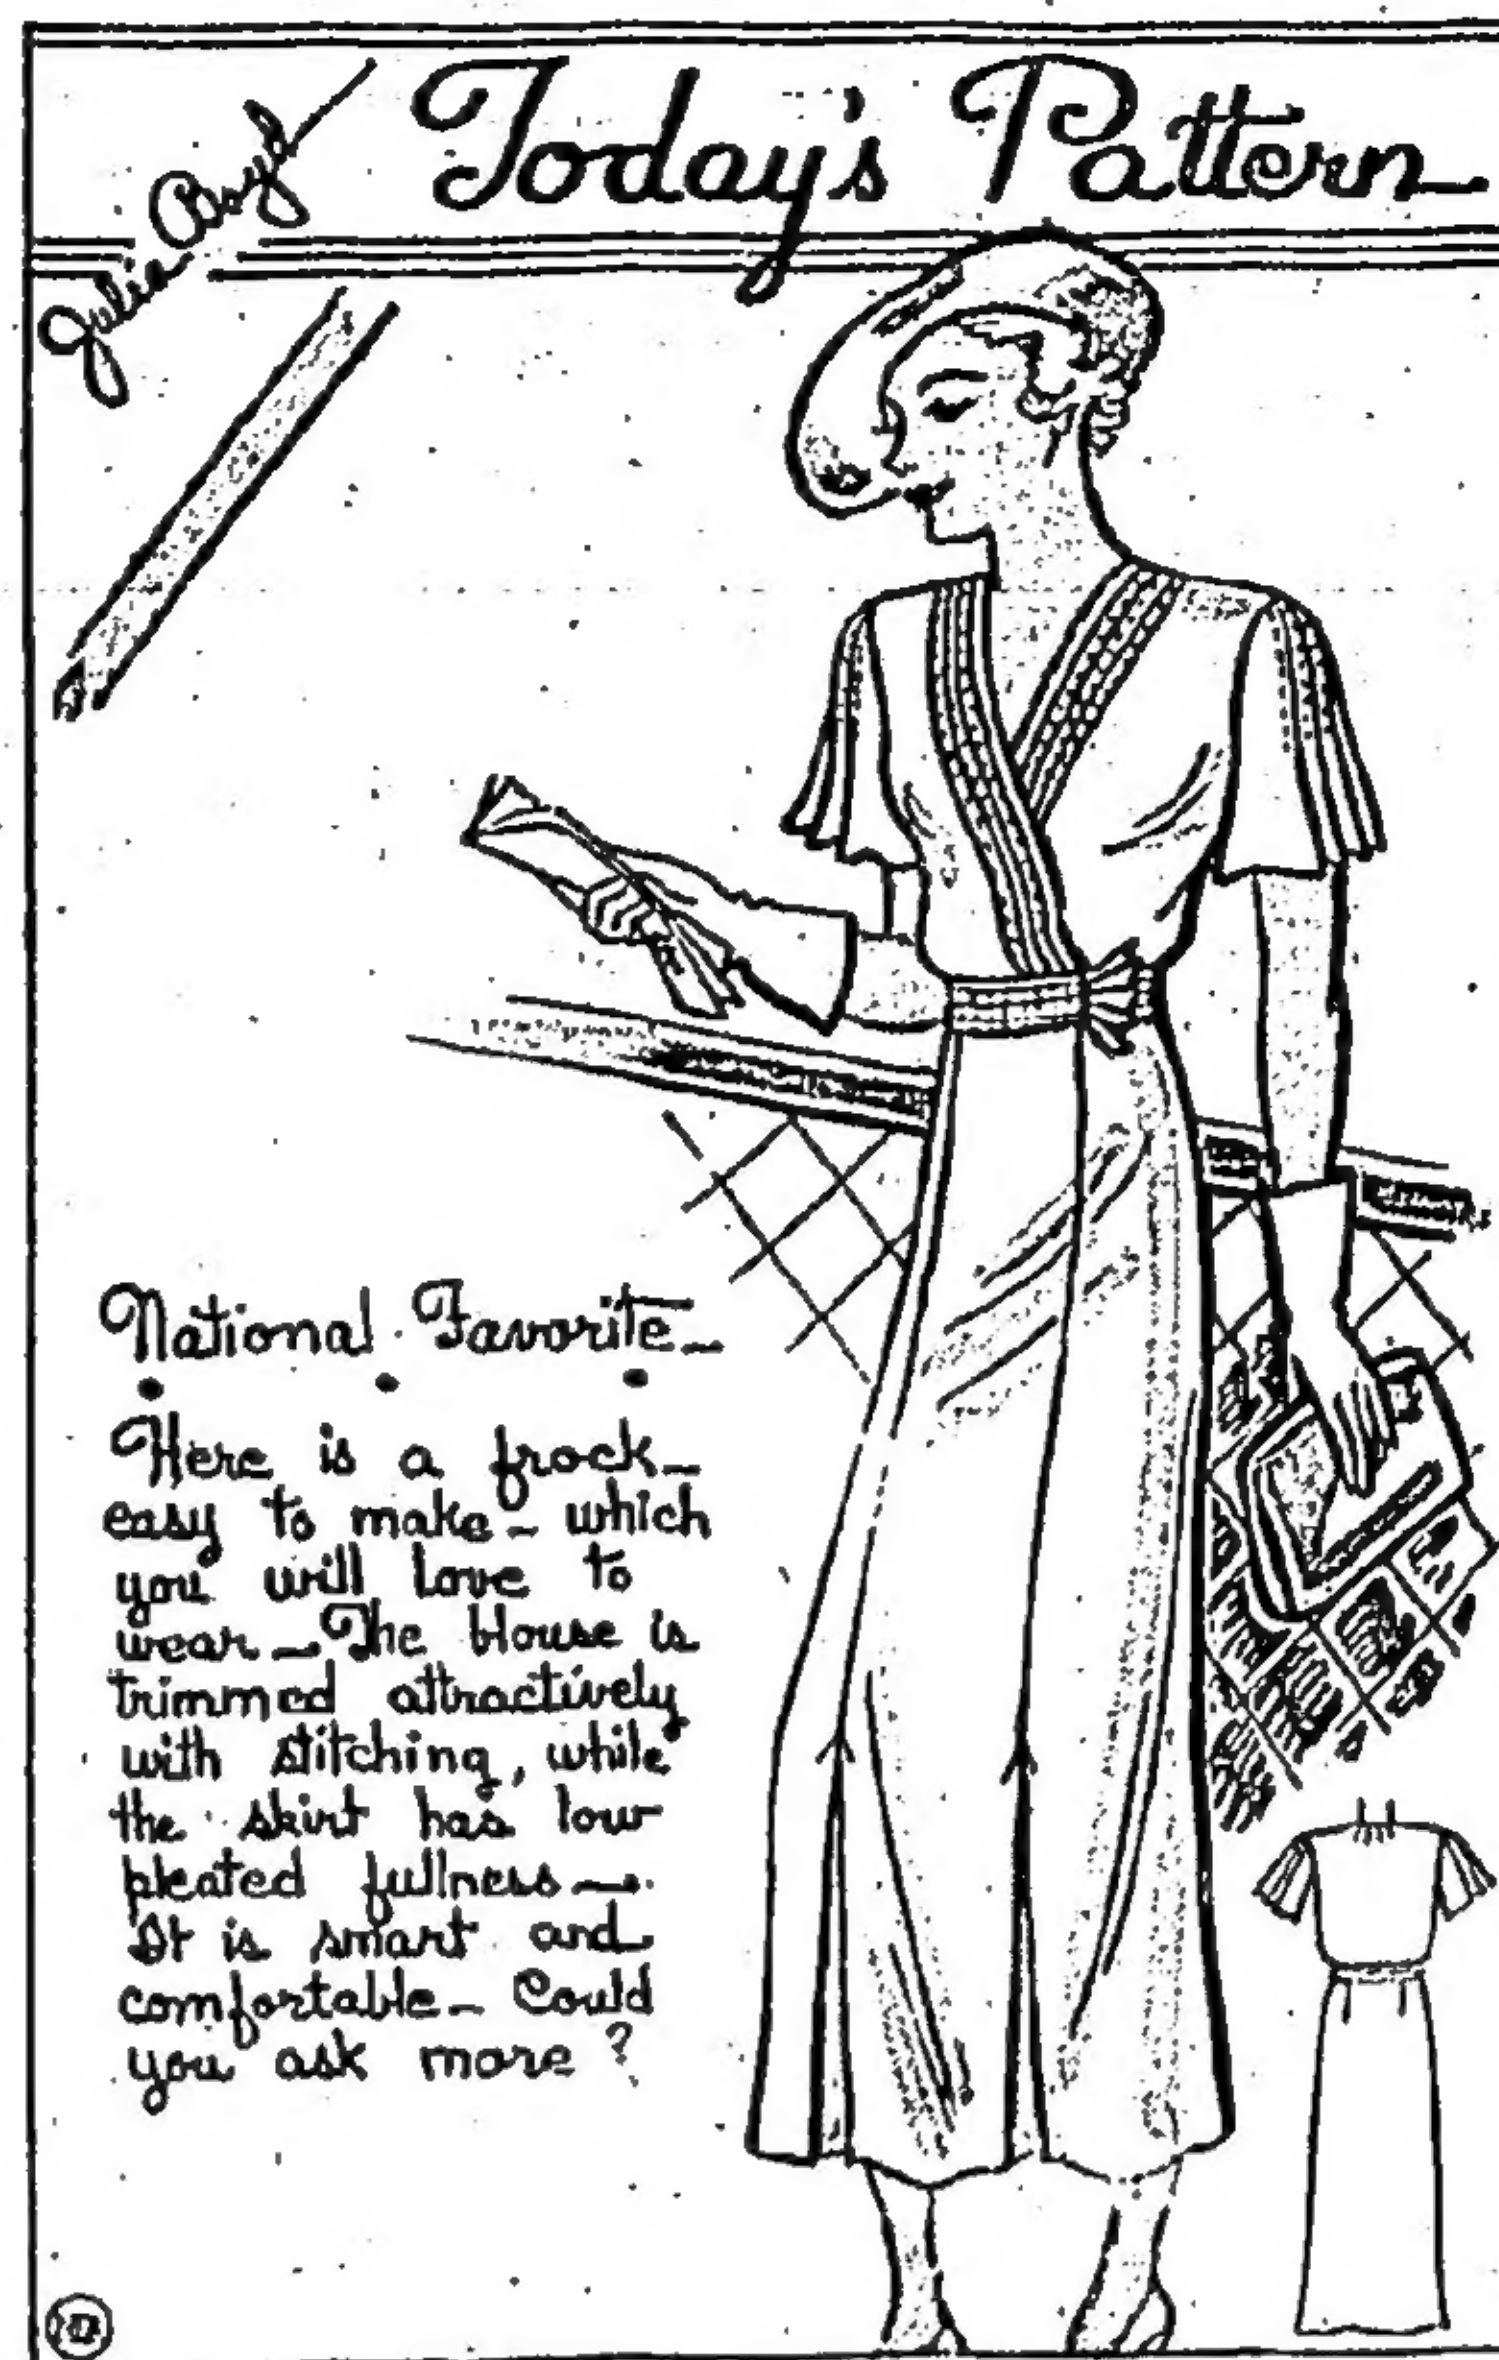 Julia Boyd
Today's Pattern
National Favorite—
Here is a frock—
easy to make— which
you will love to
wear—The blouse is
trimmed attractively
with stitching, while
the skirt has low
pleated fullness—
It is smart and
comfortable— Could
you ask more?